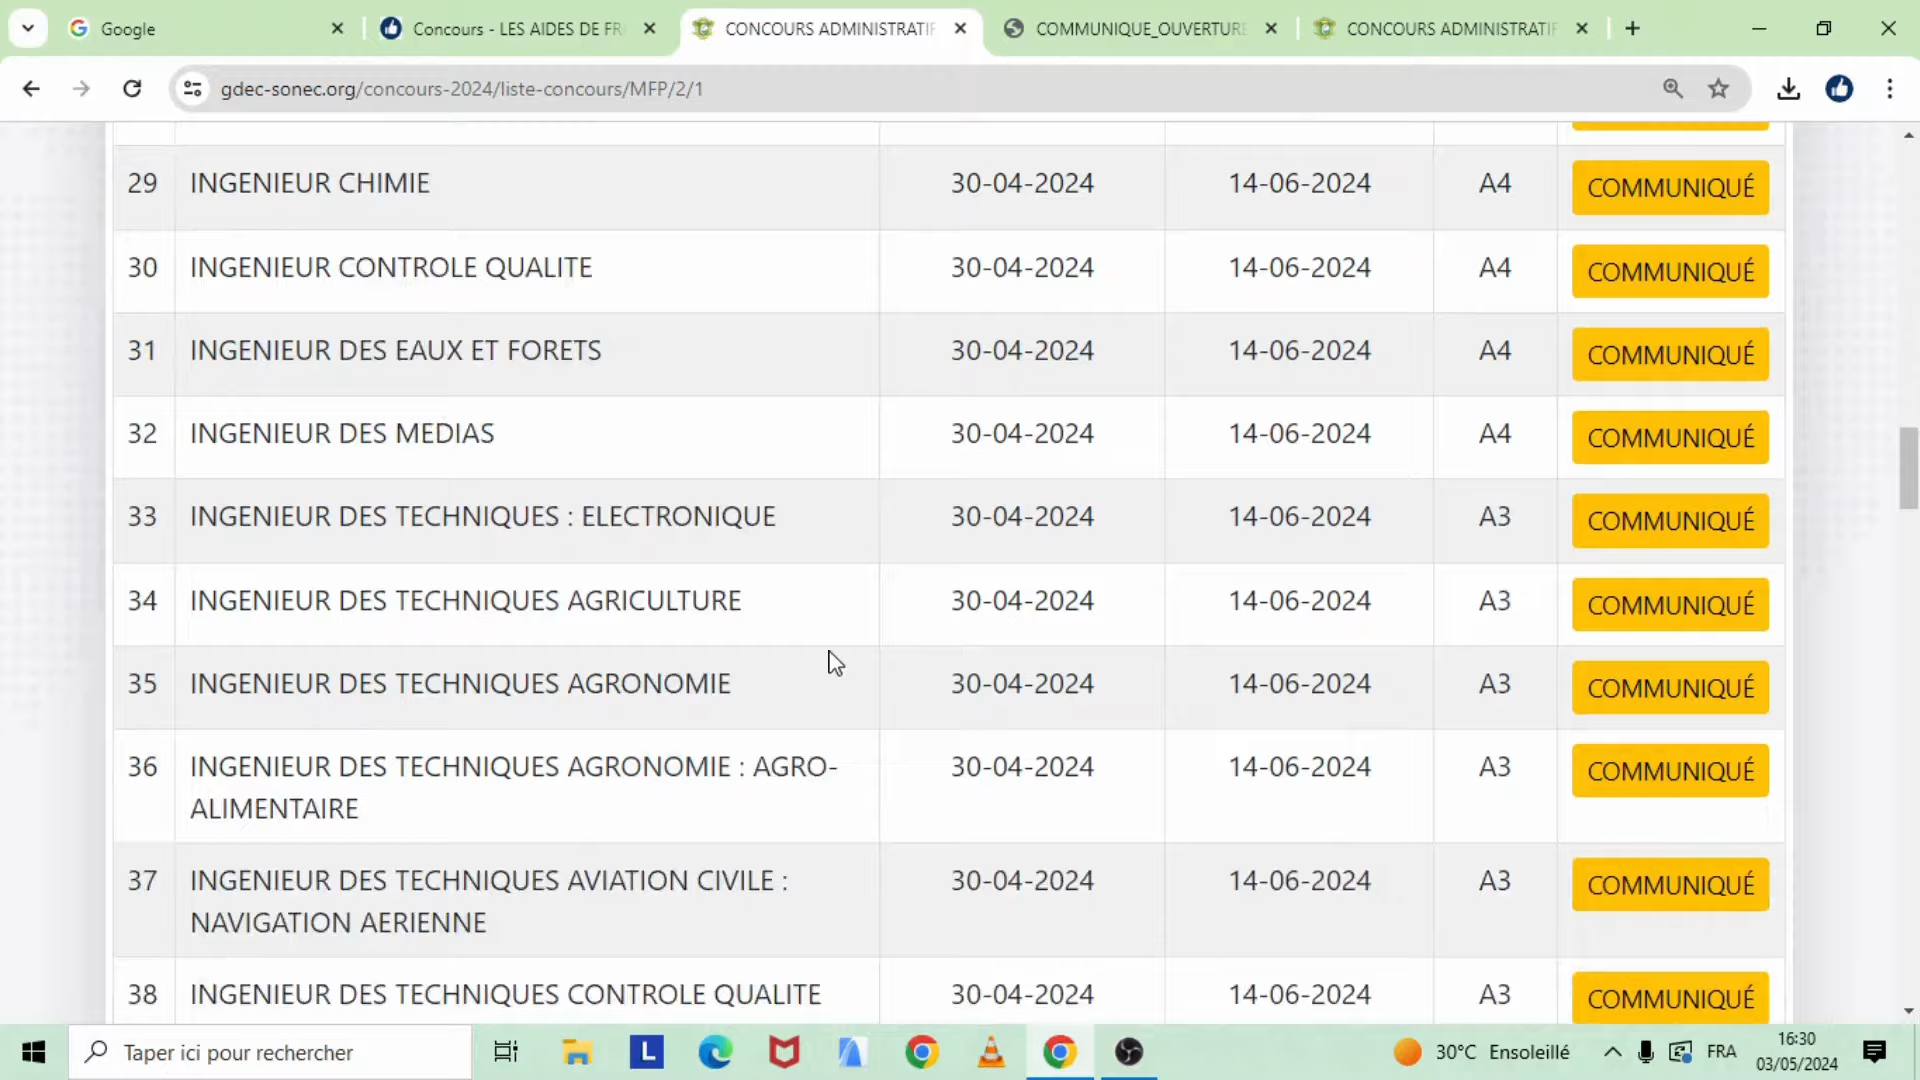 Google
Concours - LES AIDES DE FR
CONCOURS ADMINISTRATIF
COMMUNIQUE_OUVERTURE
CONCOURS ADMINISTRATIF
gdec-sonec.org/concours-2024/liste-concours/MFP/2/1
29 INGENIEUR CHIMIE 30-04-2024 14-06-2024 A4 COMMUNIQUÉ
30 INGENIEUR CONTROLE QUALITE 30-04-2024 14-06-2024 A4 COMMUNIQUÉ
31 INGENIEUR DES EAUX ET FORETS 30-04-2024 14-06-2024 A4 COMMUNIQUÉ
32 INGENIEUR DES MEDIAS 30-04-2024 14-06-2024 A4 COMMUNIQUÉ
33 INGENIEUR DES TECHNIQUES : ELECTRONIQUE 30-04-2024 14-06-2024 A3 COMMUNIQUÉ
34 INGENIEUR DES TECHNIQUES AGRICULTURE 30-04-2024 14-06-2024 A3 COMMUNIQUÉ
35 INGENIEUR DES TECHNIQUES AGRONOMIE 30-04-2024 14-06-2024 A3 COMMUNIQUÉ
36 INGENIEUR DES TECHNIQUES AGRONOMIE : AGRO- 30-04-2024 14-06-2024 A3 COMMUNIQUÉ
ALIMENTAIRE
37 INGENIEUR DES TECHNIQUES AVIATION CIVILE : 30-04-2024 14-06-2024 A3 COMMUNIQUÉ
NAVIGATION AERIENNE
38 INGENIEUR DES TECHNIQUES CONTROLE QUALITE 30-04-2024 14-06-2024 A3 COMMUNIQUÉ
Taper ici pour rechercher
L
30°C Ensoleillé
FRA
16:30
03/05/2024